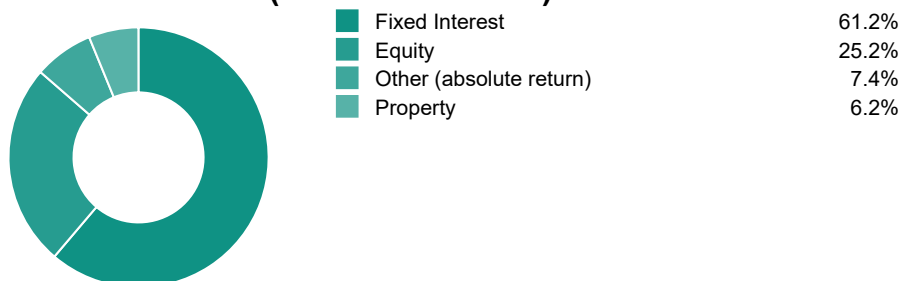 Fixed Interest 61.2%
Equity 25.2%
Other (absolute return) 7.4%
Property 6.2%